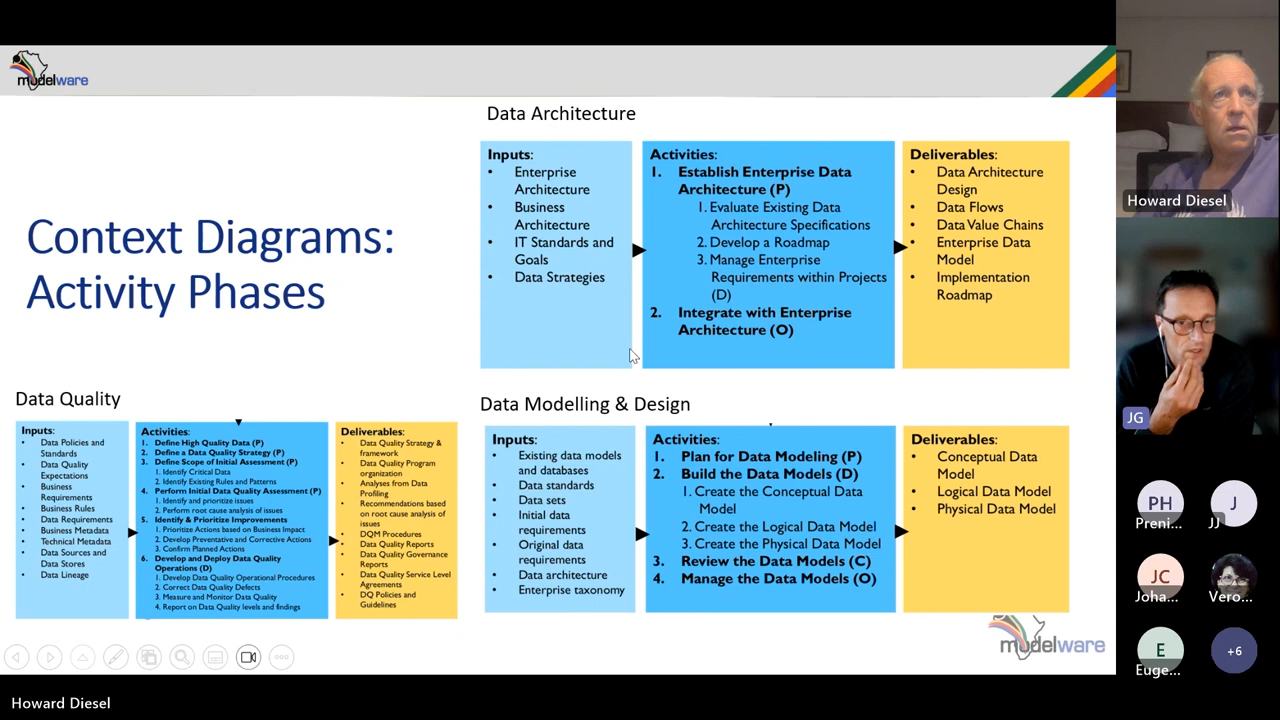 modelware
Context Diagrams:
Activity Phases
Data Architecture
Inputs:
• Enterprise
Architecture
• Business
Architecture
• IT Standards and
Goals
• Data Strategies
Activities:
1. Establish Enterprise Data
Architecture (P)
1. Evaluate Existing Data
Architecture Specifications
2. Develop a Roadmap
3. Manage Enterprise
Requirements within Projects
(D)
2. Integrate with Enterprise
Architecture (O)
Deliverables:
• Data Architecture
Design
• Data Flows
• Data Value Chains
• Enterprise Data
Model
• Implementation
Roadmap
Data Quality
Inputs:
• Data Policies and
Standards
• Data Quality
Expectations
• Business
Requirements
• Business Rules
• Data Requirements
• Business Metadata
• Technical Metadata
• Data Sources and
Data Stores
• Data Lineage
Activities:
1. Define High Quality Data (P)
2. Define a Data Quality Strategy (P)
3. Define Scope of Initial Assessment (P)
1. Identify Critical Data
2. Identify Existing Rules and Patterns
4. Perform Initial Data Quality Assessment (P)
1. Identify and prioritize issues
2. Perform root cause analysis of issues
5. Identify & Prioritize Improvements
1. Prioritize Actions based on Business Impact
2. Develop Preventative and Corrective Actions
3. Confirm Planned Actions
6. Develop and Deploy Data Quality
Operations (D)
1. Develop Data Quality Operational Procedures
2. Correct Data Quality Defects
3. Measure and Monitor Data Quality
4. Report on Data Quality levels and findings
Deliverables:
• Data Quality Strategy &
framework
• Data Quality Program
organization
• Analyses from Data
Profiling
• Recommendations based
on root cause analysis of
issues
• DQM Procedures
• Data Quality Reports
• Data Quality Governance
Reports
• Data Quality Service Level
Agreements
• DQ Policies and
Guidelines
Data Modelling & Design
Inputs:
• Existing data models
and databases
• Data standards
• Data sets
• Initial data
requirements
• Original data
requirements
• Data architecture
• Enterprise taxonomy
Activities:
1. Plan for Data Modeling (P)
2. Build the Data Models (D)
1. Create the Conceptual Data
Model
2. Create the Logical Data Model
3. Create the Physical Data Model
3. Review the Data Models (C)
4. Manage the Data Models (O)
Deliverables:
• Conceptual Data
Model
• Logical Data Model
• Physical Data Model
modelware
Howard Diesel
Howard Diesel
JG
PH
Preni...
J
JJ
JC
Joha...
Vero...
E
Euge...
+6